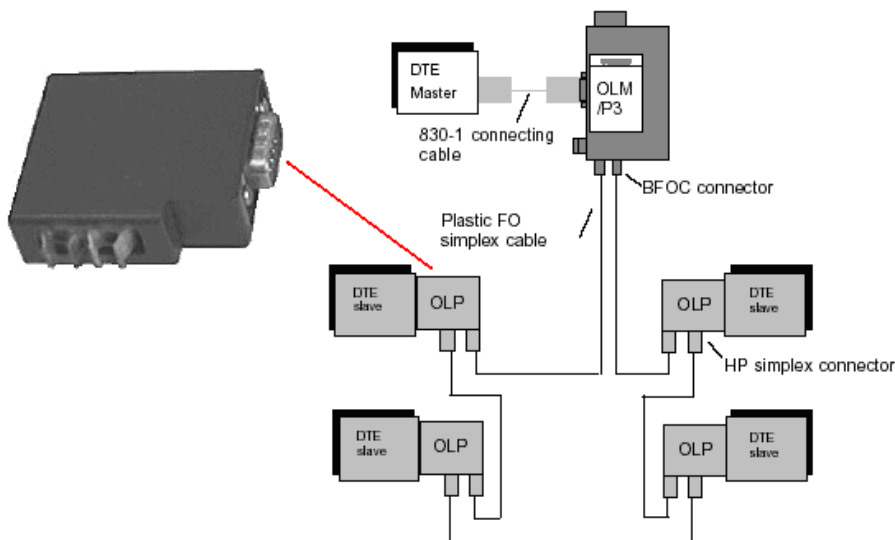 DTE
Master
OLM
/P3
830-1 connecting
cable
BFOC connector
Plastic FO
simplex cable
DTE
slave
OLP
OLP
DTE
slave
HP simplex connector
DTE
slave
OLP
OLP
DTE
slave